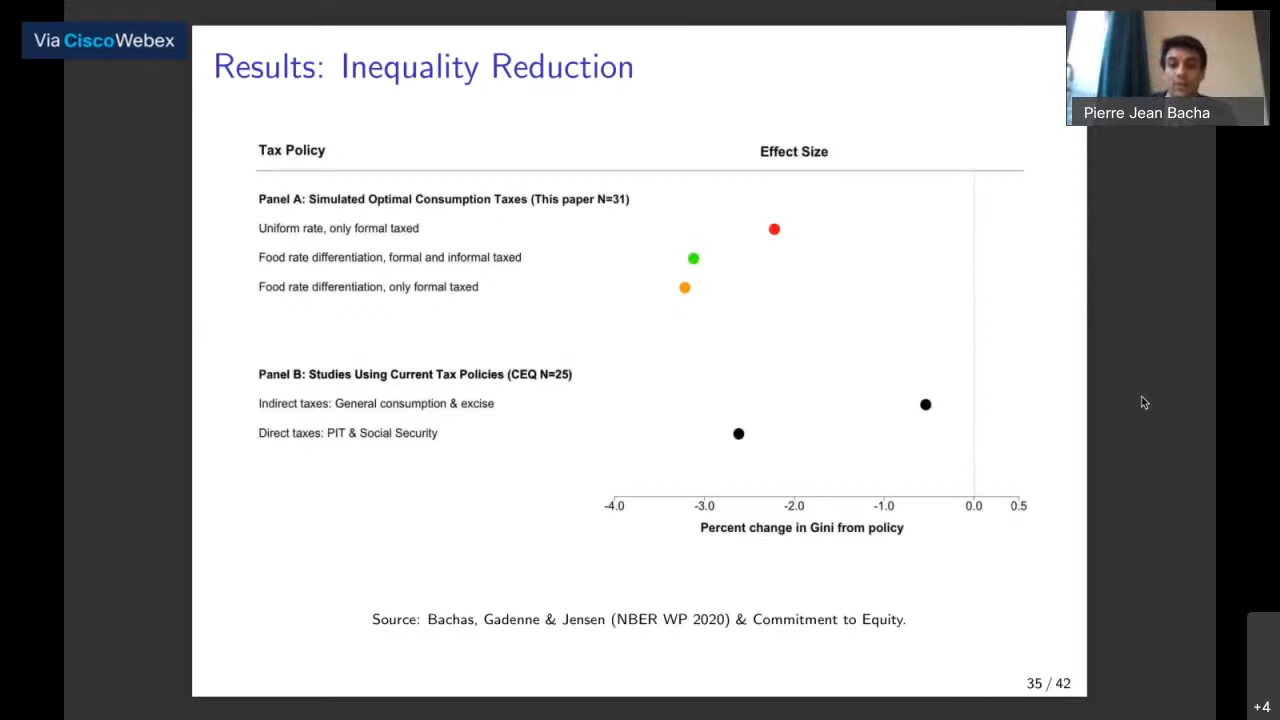 Via CiscoWebex
Results: Inequality Reduction
Pierre Jean Bacha
Tax Policy
Effect Size
Panel A: Simulated Optimal Consumption Taxes (This paper N=31)
Uniform rate, only formal taxed
Food rate differentiation, formal and informal taxed
Food rate differentiation, only formal taxed
Panel B: Studies Using Current Tax Policies (CEQ N=25)
Indirect taxes: General consumption & excise
Direct taxes: PIT & Social Security
-4.0 -3.0 -2.0 -1.0 0.0 0.5
Percent change in Gini from policy
Source: Bachas, Gadenne & Jensen (NBER WP 2020) & Commitment to Equity.
35 / 42
+4